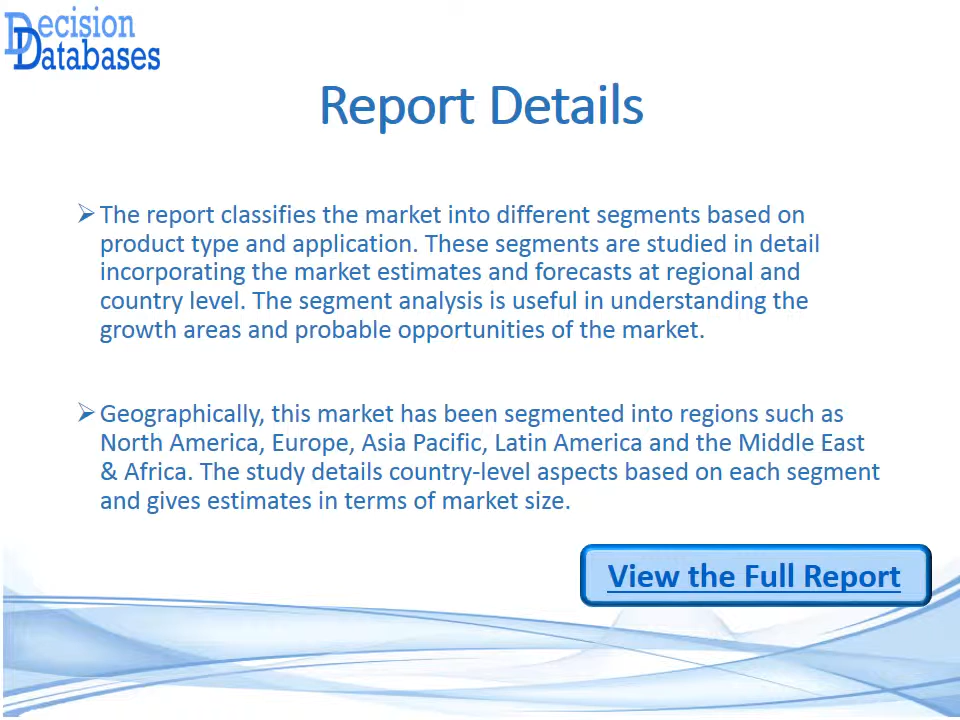 Decision
Databases
Report Details
➢ The report classifies the market into different segments based on
product type and application. These segments are studied in detail
incorporating the market estimates and forecasts at regional and
country level. The segment analysis is useful in understanding the
growth areas and probable opportunities of the market.
➢ Geographically, this market has been segmented into regions such as
North America, Europe, Asia Pacific, Latin America and the Middle East
& Africa. The study details country-level aspects based on each segment
and gives estimates in terms of market size.
View the Full Report